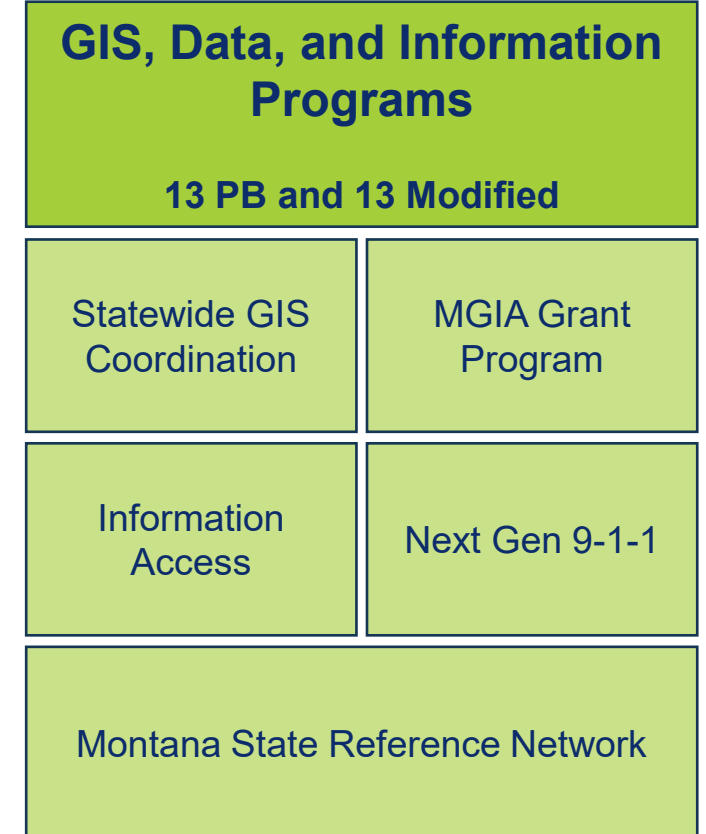 GIS, Data, and Information
Programs
13 PB and 13 Modified
Statewide GIS
Coordination
MGIA Grant
Program
Information
Access
Next Gen 9-1-1
Montana State Reference Network